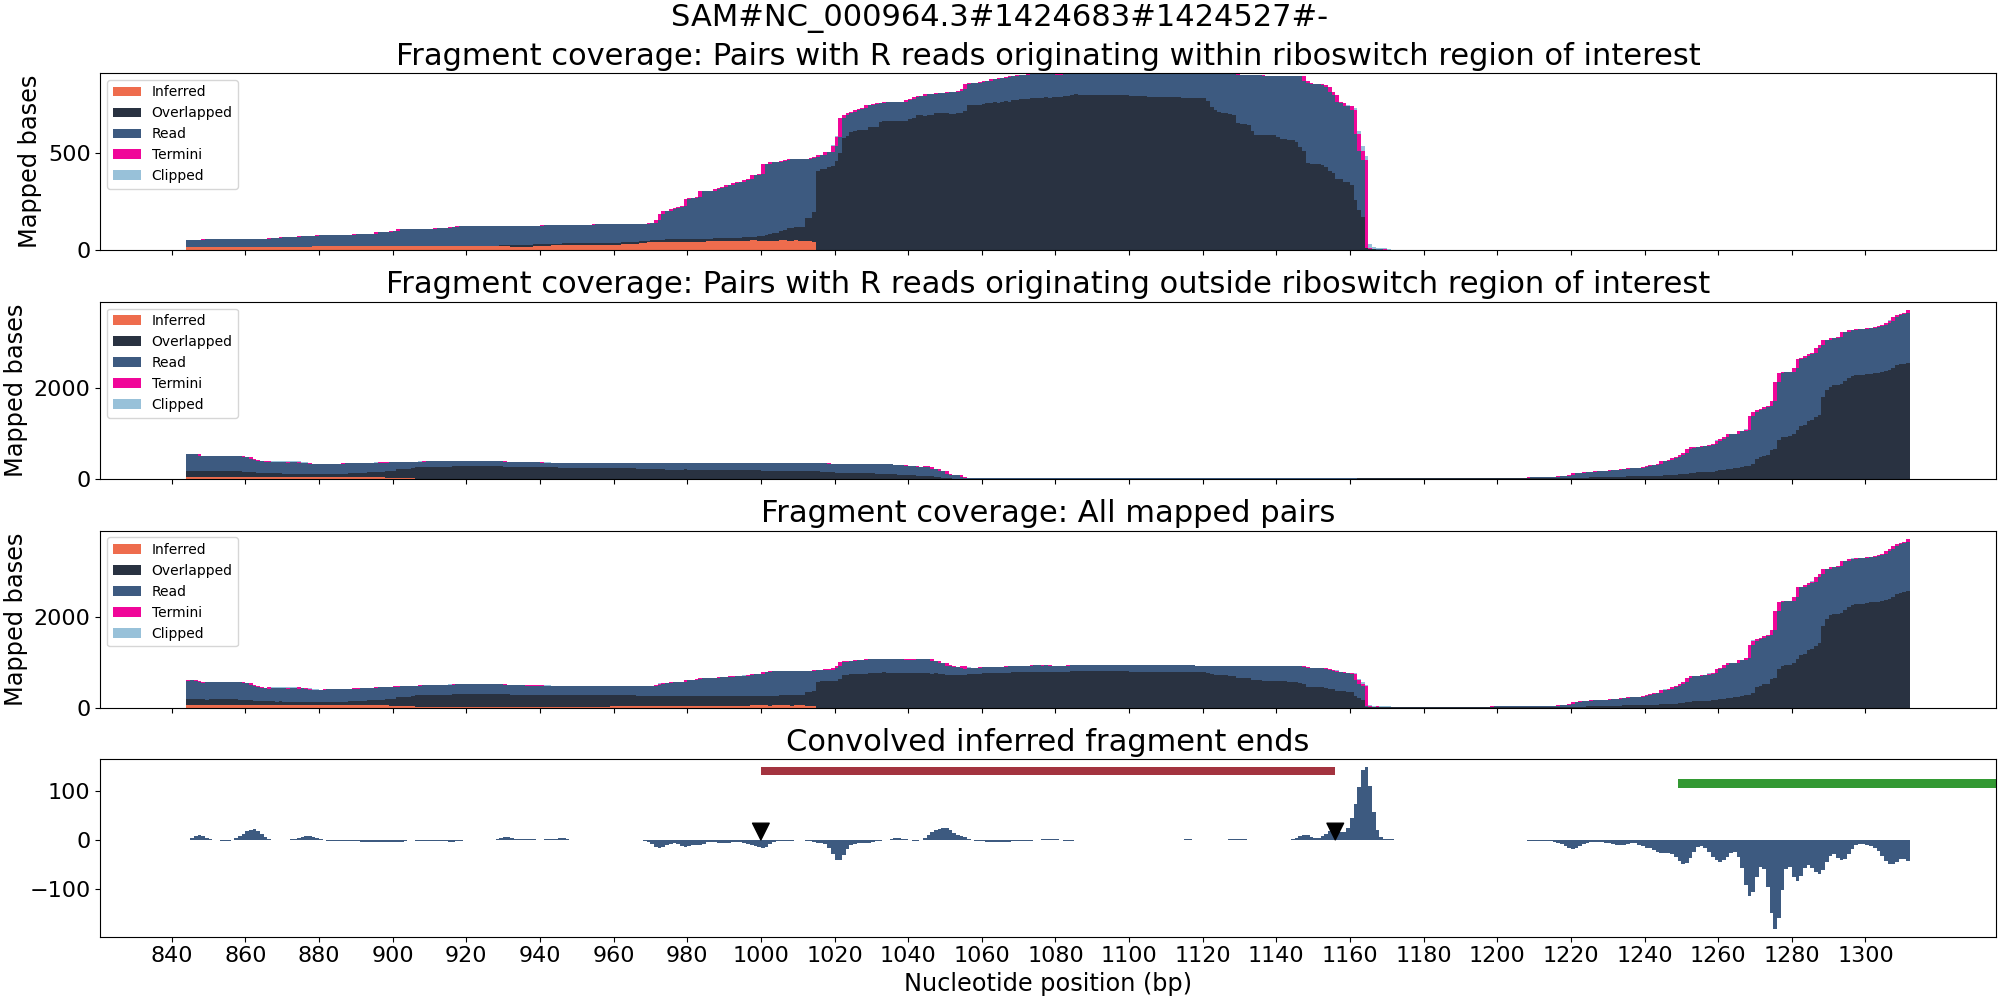 SAM#NC_000964.3#1424683#1424527#-
Fragment coverage: Pairs with R reads originating within riboswitch region of interest
Mapped bases
500
0
Inferred
Overlapped
Read
Termini
Clipped
Fragment coverage: Pairs with R reads originating outside riboswitch region of interest
Mapped bases
2000
0
Inferred
Overlapped
Read
Termini
Clipped
Fragment coverage: All mapped pairs
Mapped bases
2000
0
Inferred
Overlapped
Read
Termini
Clipped
Convolved inferred fragment ends
100
0
−100
840 860 880 900 920 940 960 980 1000 1020 1040 1060 1080 1100 1120 1140 1160 1180 1200 1220 1240 1260 1280 1300
Nucleotide position (bp)